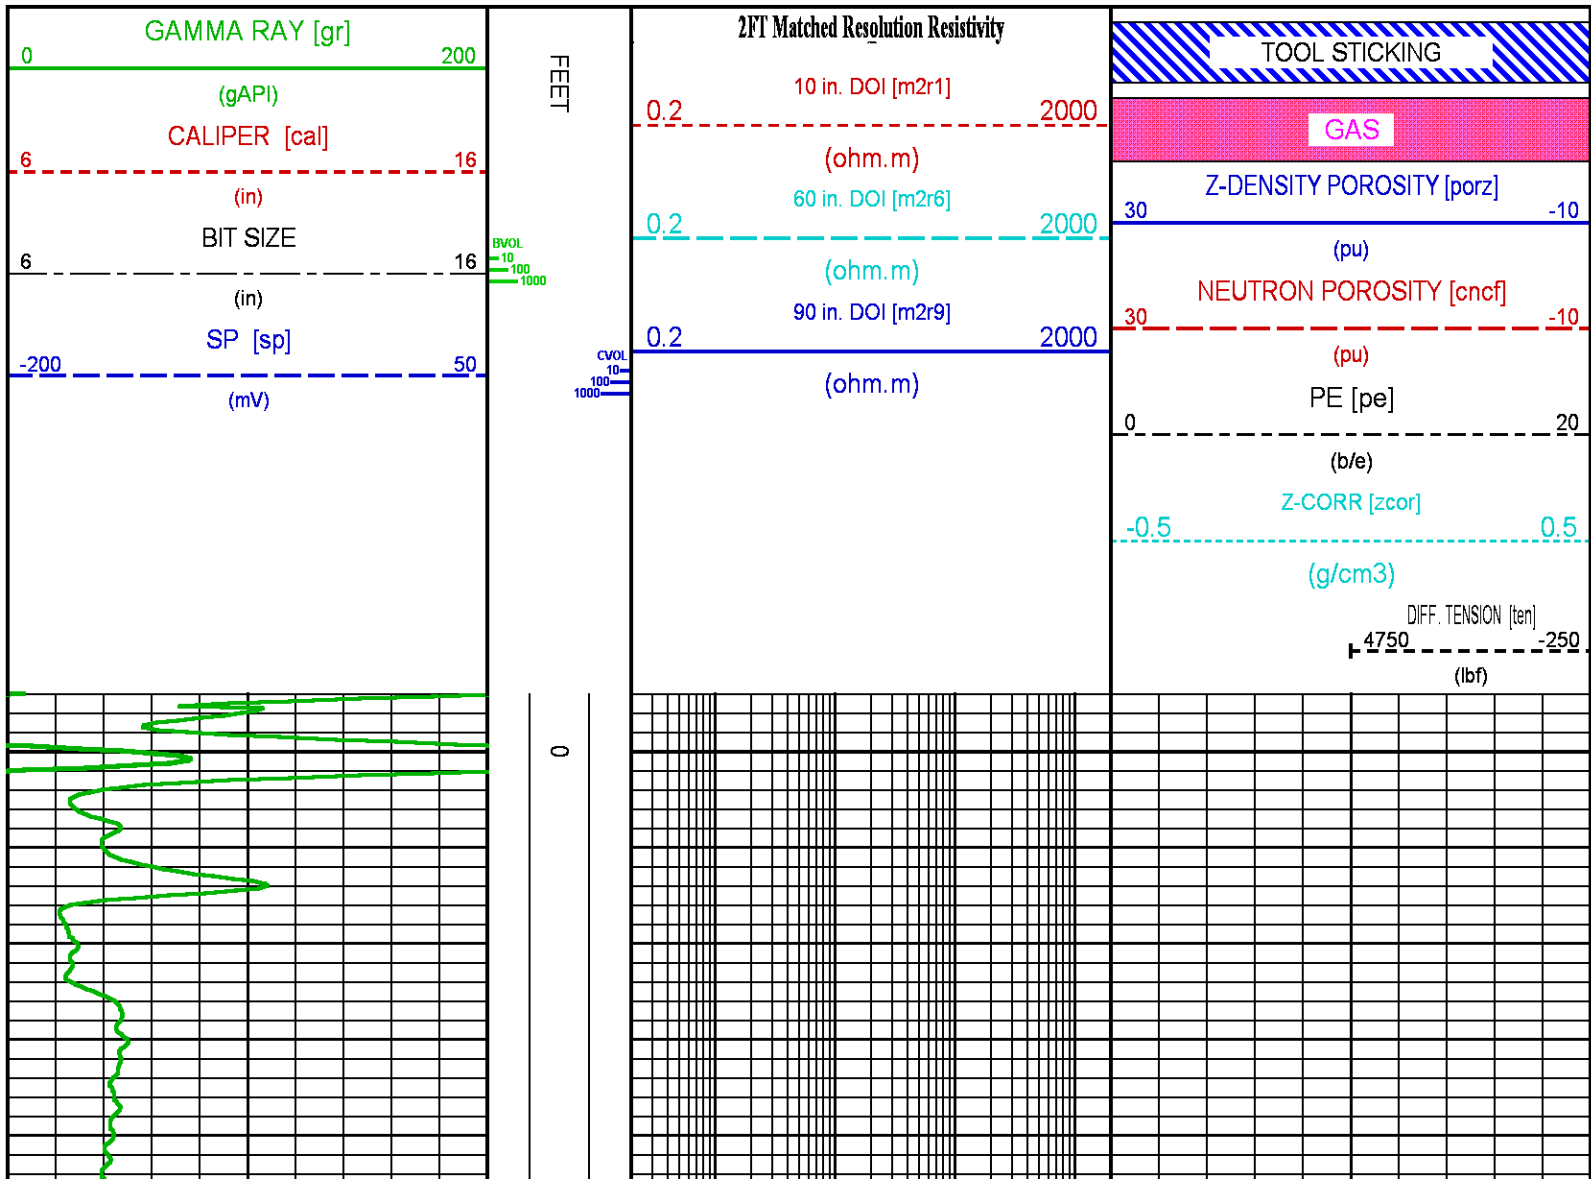 GAMMA RAY [gr]
0 200
(gAPI)
CALIPER [cal]
6 16
(in)
BIT SIZE
6 16
(in)
SP [sp]
-200 50
(mV)
FEET
BVOL
10
100
1000
CVOL
10
100
1000
2FT Matched Resolution Resistivity
10 in. DOI [m2r1]
0.2 2000
(ohm.m)
60 in. DOI [m2r6]
0.2 2000
(ohm.m)
90 in. DOI [m2r9]
0.2 2000
(ohm.m)
TOOL STICKING
GAS
Z-DENSITY POROSITY [porz]
30 -10
(pu)
NEUTRON POROSITY [cncf]
30 -10
(pu)
PE [pe]
0 20
(b/e)
Z-CORR [zcor]
-0.5 0.5
(g/cm3)
DIFF. TENSION [ten]
4750 -250
(lbf)
0